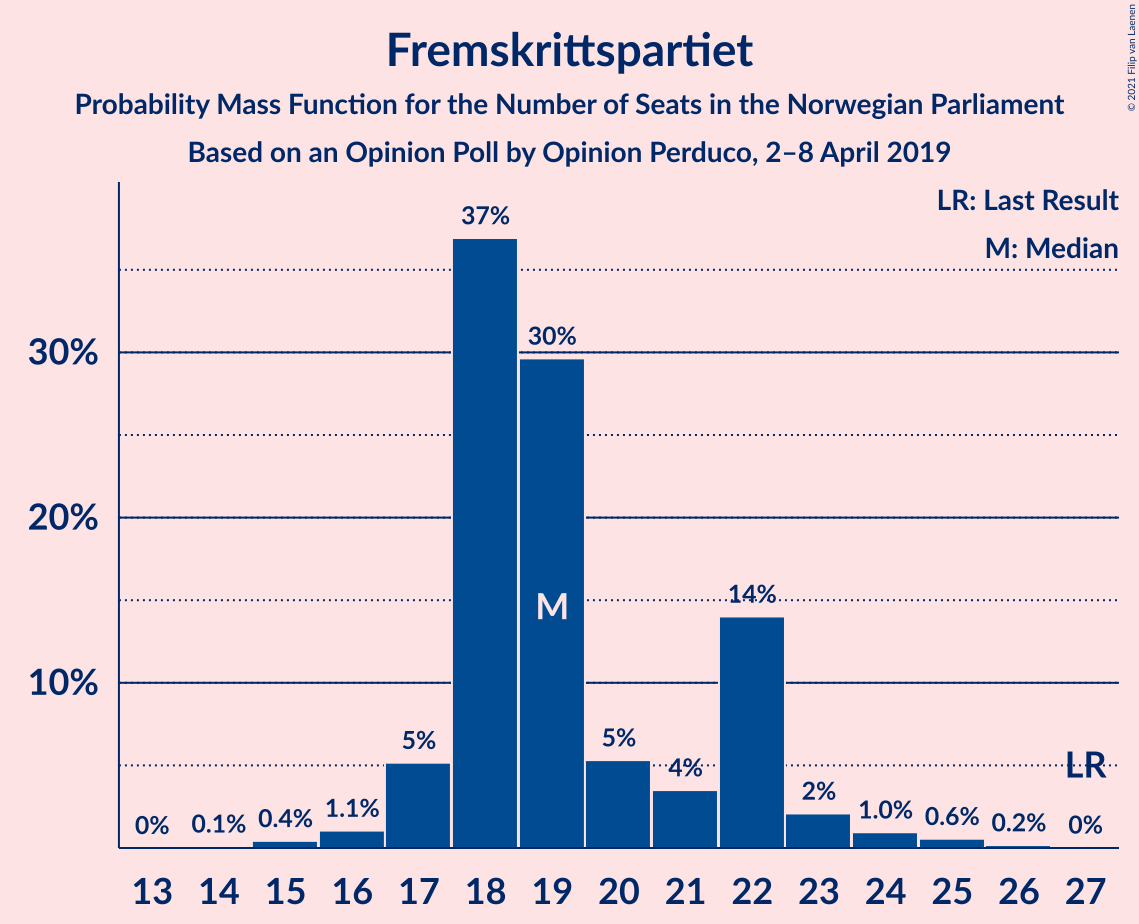 Fremskrittspartiet
Probability Mass Function for the Number of Seats in the Norwegian Parliament
Based on an Opinion Poll by Opinion Perduco, 2–8 April 2019
© 2021 Filip van Laenen
LR: Last Result
M: Median
37%
30%
30%
20%
M
14%
10%
5%
5%
4%
LR
2%
0%
0.1%
0.4%
1.1%
1.0%
0.6%
0.2%
0%
13 14 15 16 17 18 19 20 21 22 23 24 25 26 27